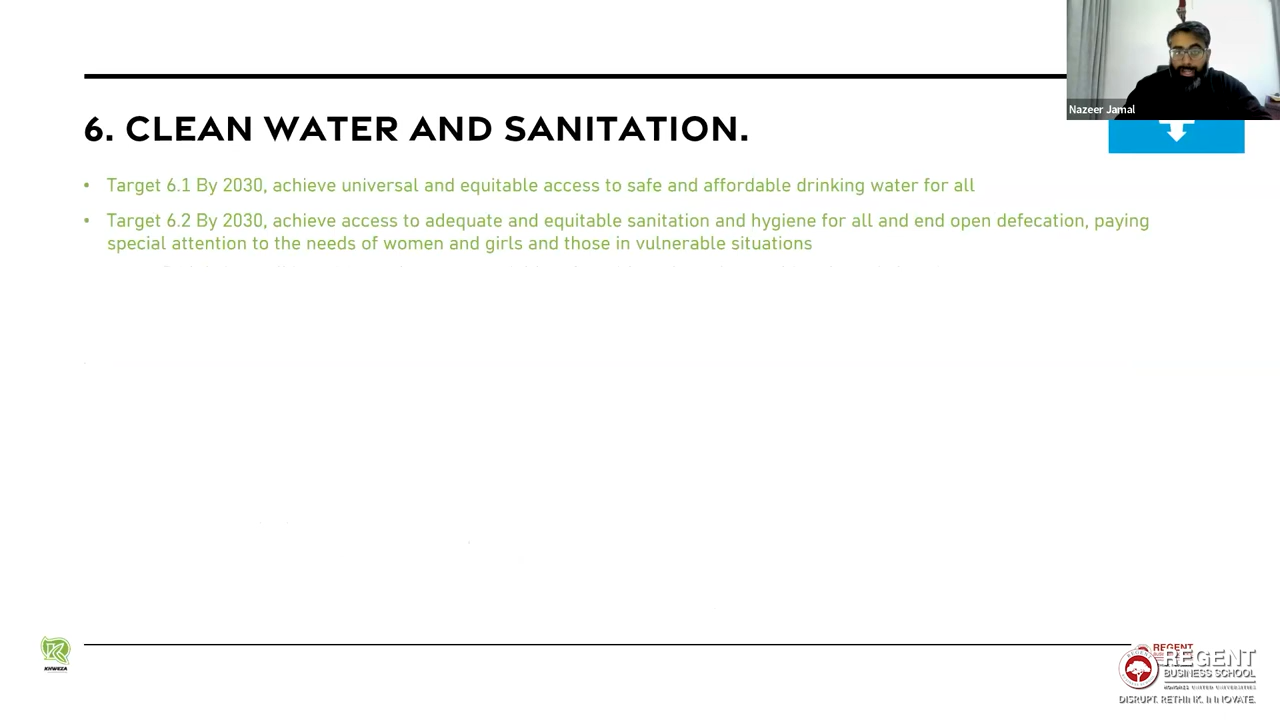 Nazeer Jamal
6. CLEAN WATER AND SANITATION.
• Target 6.1 By 2030, achieve universal and equitable access to safe and affordable drinking water for all
• Target 6.2 By 2030, achieve access to adequate and equitable sanitation and hygiene for all and end open defecation, paying
special attention to the needs of women and girls and those in vulnerable situations
KHWEZA
REGENT
REGENT
BUSINESS SCHOOL
DISRUPT. RETHINK. INNOVATE.